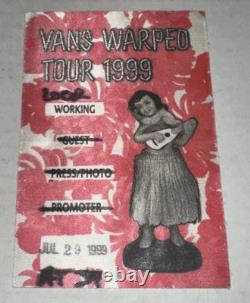 VANS WARPED
TOUR 1999
Local
WORKING
GUEST
PRESS/PHOTO
PROMOTER
JUL 29 1999